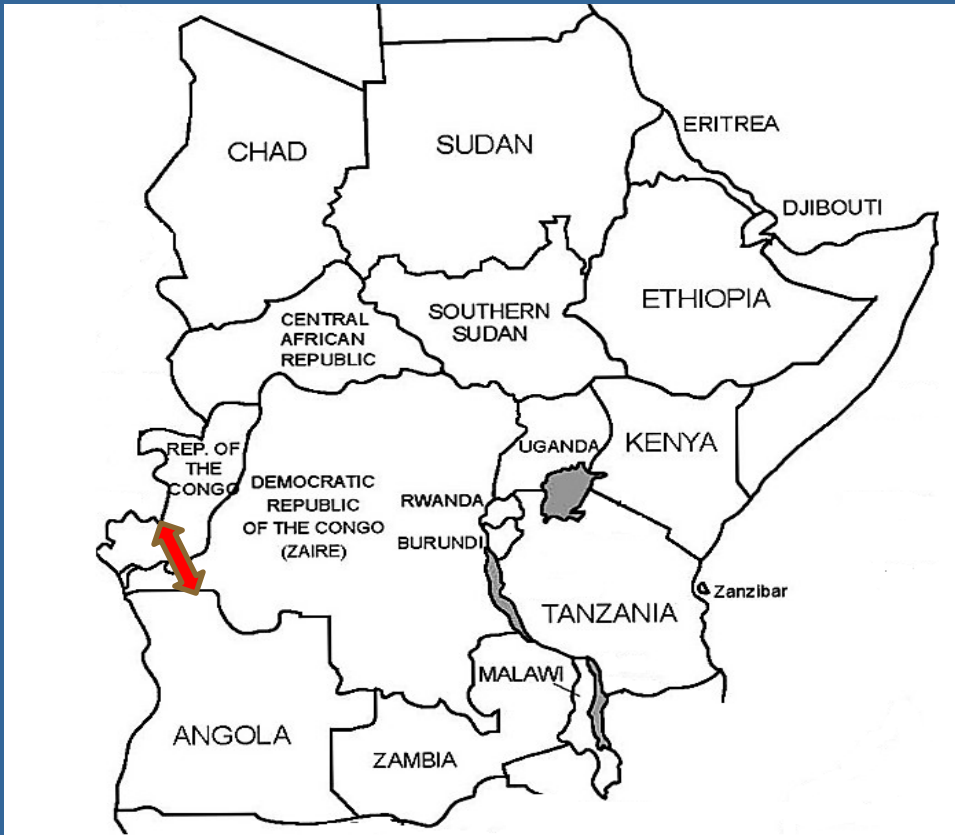 ERITREA
CHAD
SUDAN
DJIBOUTI
ETHIOPIA
SOUTHERN
SUDAN
CENTRAL
AFRICAN
REPUBLIC
REP. OF
THE
CONGO
UGANDA
KENYA
DEMOCRATIC
REPUBLIC
OF THE CONGO
(ZAIRE)
RWANDA
BURUNDI
Zanzibar
TANZANIA
MALAWI
ANGOLA
ZAMBIA